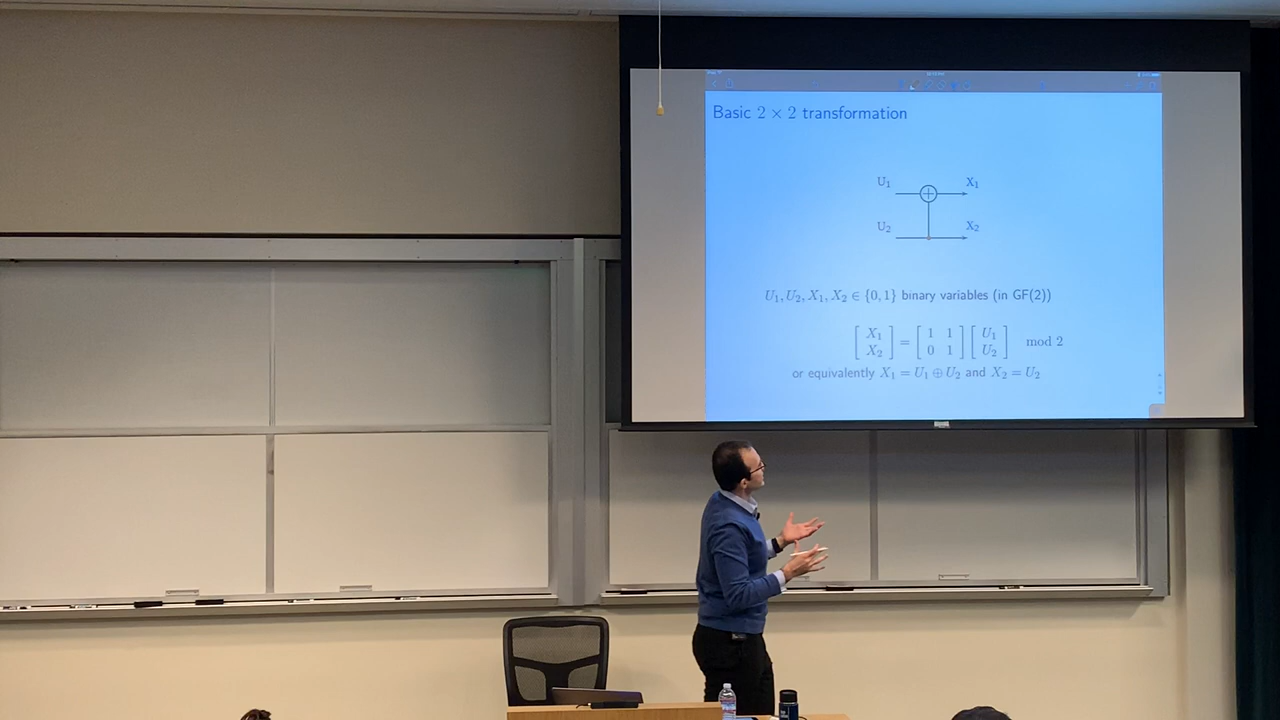 Basic 2 × 2 transformation
U₁ X₁
U₂ X₂
U₁, U₂, X₁, X₂ ∈ {0, 1} binary variables (in GF(2))
[ X₁ ] = [ 1 1 ] [ U₁ ] mod 2
[ X₂ ] [ 0 1 ] [ U₂ ]
or equivalently X₁ = U₁ ⊕ U₂ and X₂ = U₂